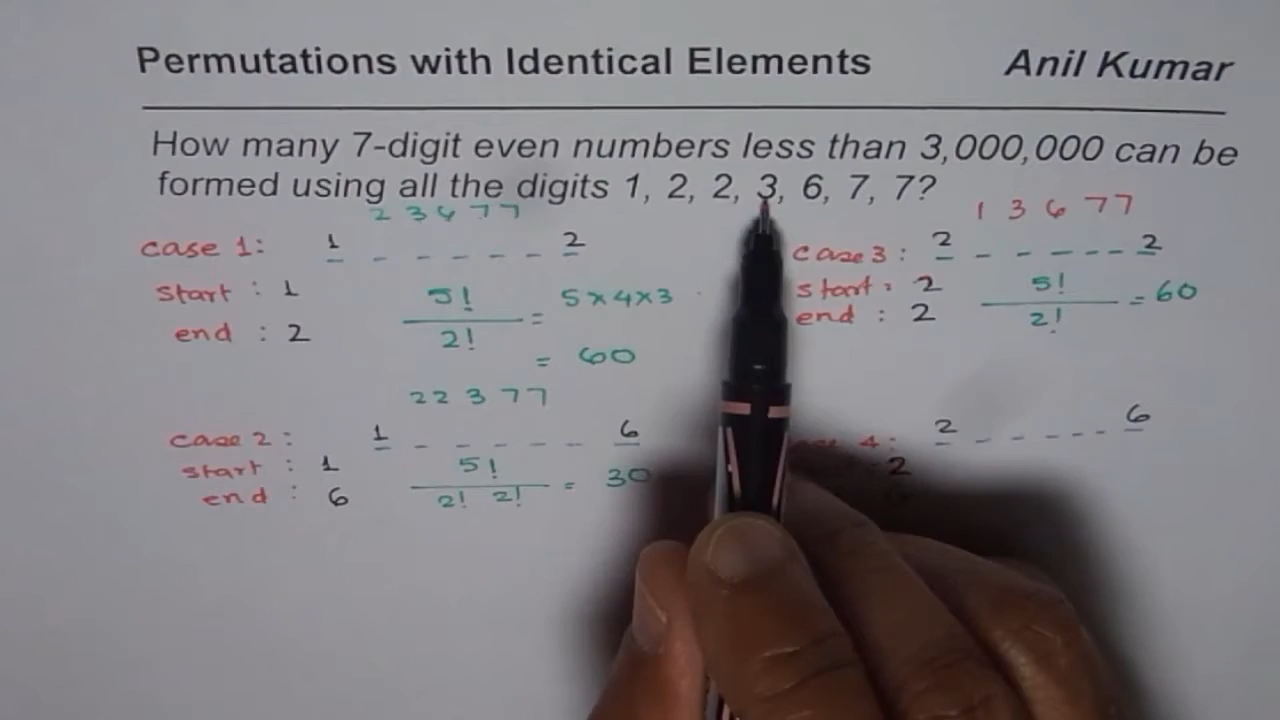 Permutations with Identical Elements Anil Kumar
How many 7-digit even numbers less than 3,000,000 can be
formed using all the digits 1, 2, 2, 3, 6, 7, 7?
2 3 6 7 7
case 1: 1 _ _ _ _ _ 2
start : 1
end : 2
5!
2!
= 5 x 4 x 3
= 60
2 2 3 7 7
case 2: 1 _ _ _ _ _ 6
start : 1
end : 6
5!
2! 2!
= 30
1 3 6 7 7
case 3 : 2 _ _ _ _ _ 2
start : 2
end : 2
5!
2!
= 60
4: 2 _ _ _ _ 6
2